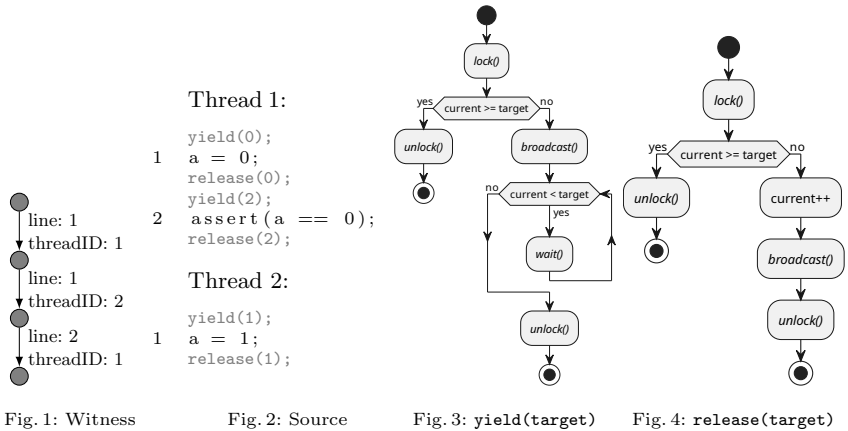 line: 1
threadID: 1
line: 1
threadID: 2
line: 2
threadID: 1
Fig. 1: Witness
Thread 1:
yield(0);
1 a = 0;
release(0);
yield(2);
2 assert(a == 0);
release(2);
Thread 2:
yield(1);
1 a = 1;
release(1);
Fig. 2: Source
lock()
yes
current >= target
no
unlock()
broadcast()
no
current < target
yes
wait()
unlock()
Fig. 3: yield(target)
lock()
yes
current >= target
no
unlock()
current++
broadcast()
unlock()
Fig. 4: release(target)